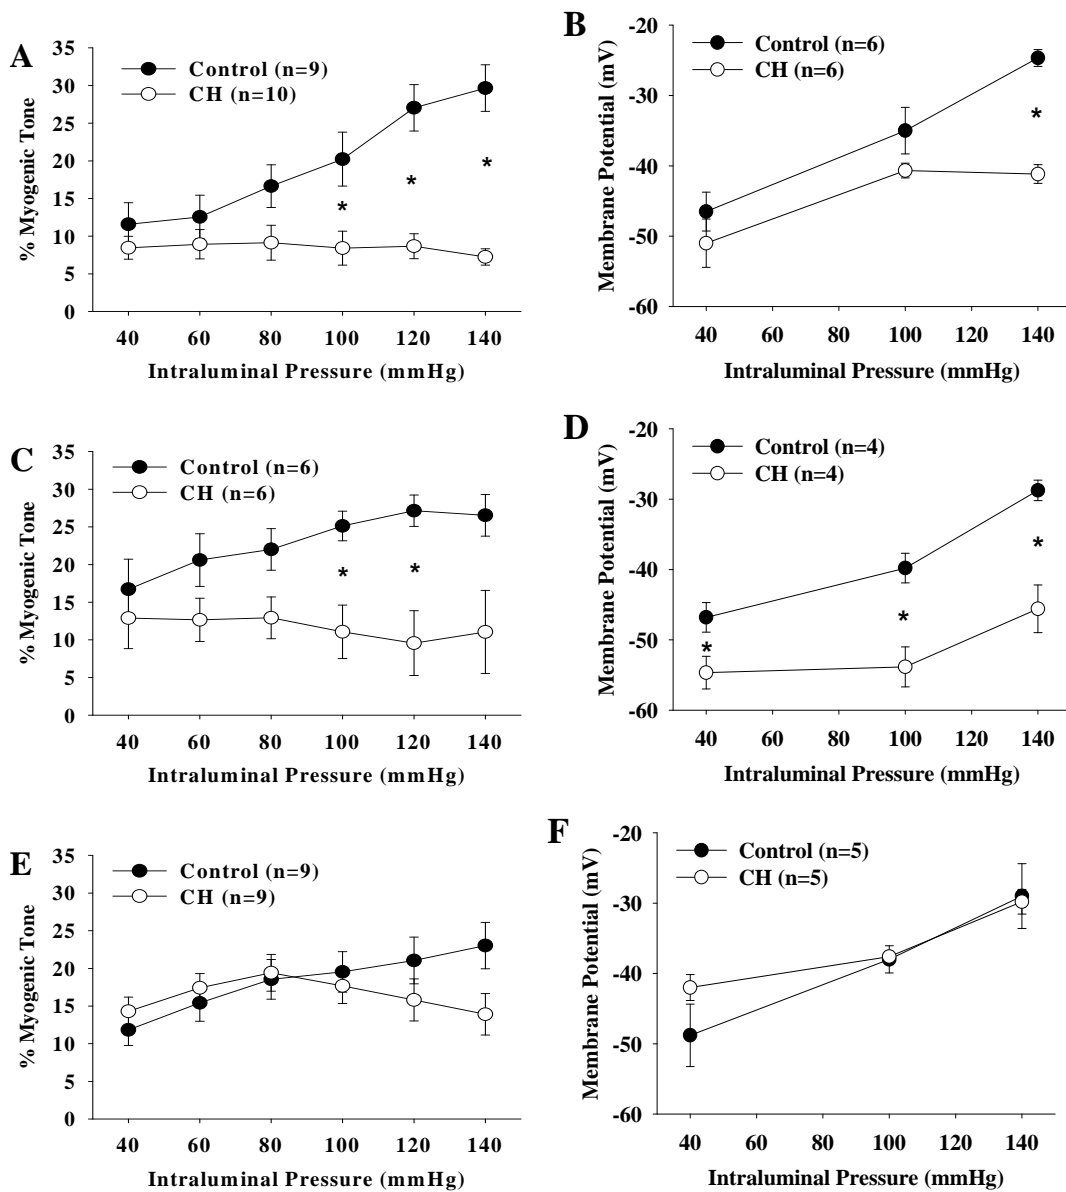 A
% Myogenic Tone
35
30
25
20
15
10
5
0
Control (n=9)
CH (n=10)
*
*
*
40 60 80 100 120 140
Intraluminal Pressure (mmHg)
B
Membrane Potential (mV)
-20
-30
-40
-50
-60
Control (n=6)
CH (n=6)
*
40 60 80 100 120 140
Intraluminal Pressure (mmHg)
C
% Myogenic Tone
35
30
25
20
15
10
5
0
Control (n=6)
CH (n=6)
*
*
40 60 80 100 120 140
Intraluminal Pressure (mmHg)
D
Membrane Potential (mV)
-20
-30
-40
-50
-60
Control (n=4)
CH (n=4)
*
*
*
40 60 80 100 120 140
Intraluminal Pressure (mmHg)
E
% Myogenic Tone
35
30
25
20
15
10
5
0
Control (n=9)
CH (n=9)
40 60 80 100 120 140
Intraluminal Pressure (mmHg)
F
Membrane Potential (mV)
-20
-30
-40
-50
-60
Control (n=5)
CH (n=5)
40 60 80 100 120 140
Intraluminal Pressure (mmHg)